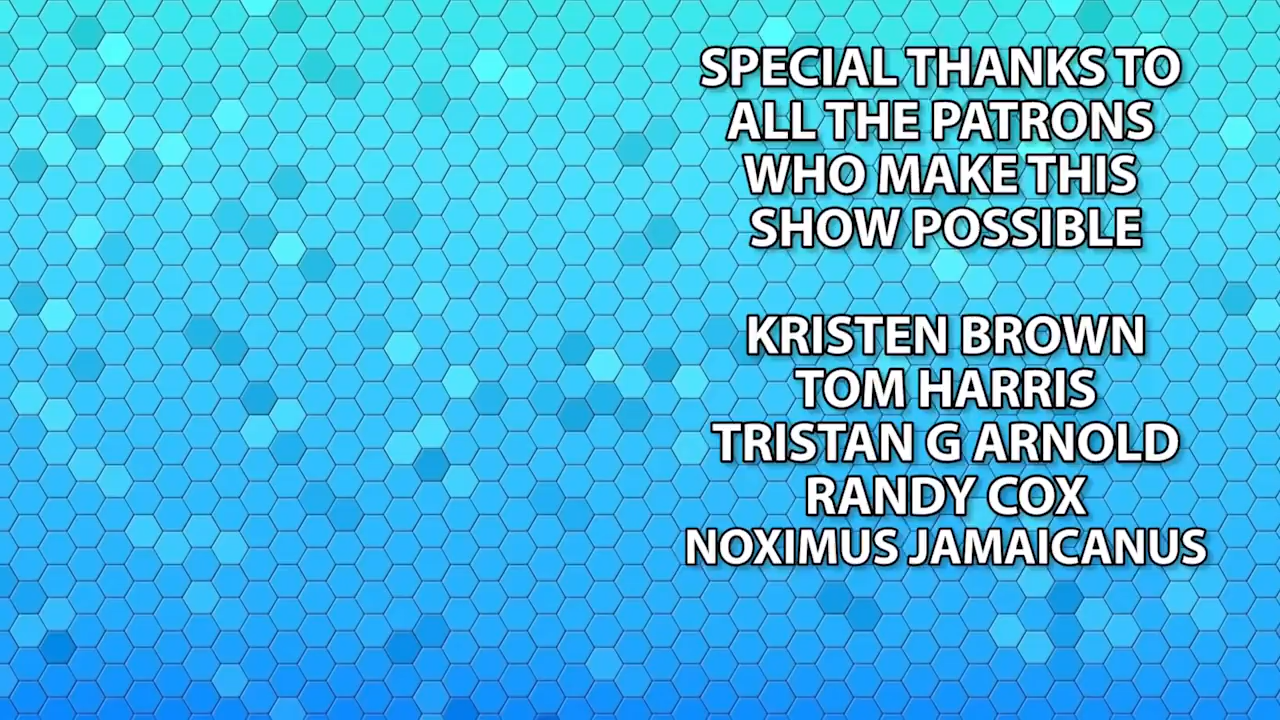 SPECIAL THANKS TO
ALL THE PATRONS
WHO MAKE THIS
SHOW POSSIBLE
KRISTEN BROWN
TOM HARRIS
TRISTAN G ARNOLD
RANDY COX
NOXIMUS JAMAICANUS